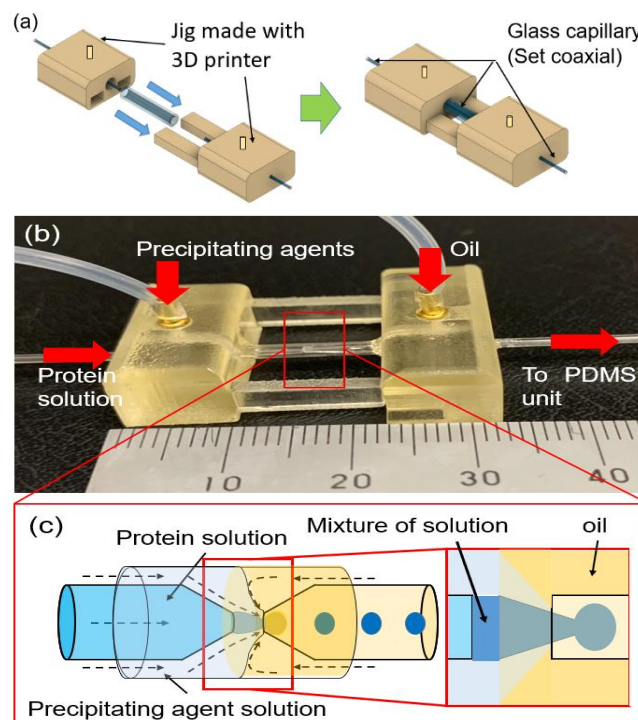 (a)
Jig made with
3D printer
Glass capillary
(Set coaxial)
(b)
Precipitating agents
Oil
Protein
solution
To PDMS
unit
10 20 30 40
(c)
Protein solution
Mixture of solution
oil
Precipitating agent solution